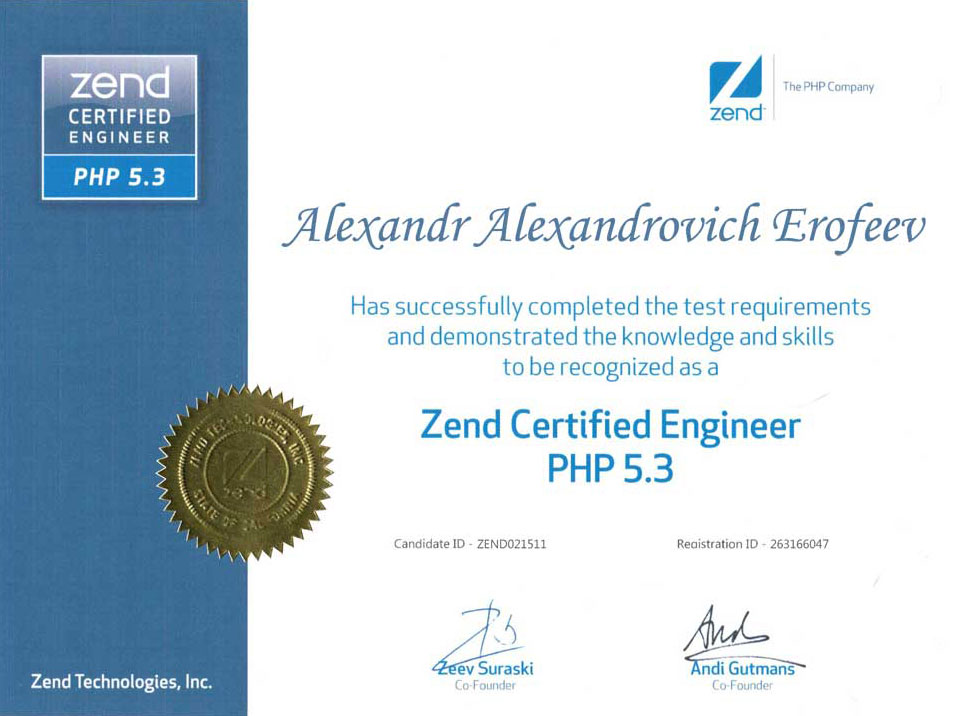 zend
CERTIFIED
ENGINEER
PHP 5.3
zend
The PHP Company
Alexandr Alexandrovich Erofeev
Has successfully completed the test requirements
and demonstrated the knowledge and skills
to be recognized as a
Zend Certified Engineer
PHP 5.3
ZEND TECHNOLOGIES, INC
zend
STATE OF CALIFORNIA
Candidate ID - ZEND021511
Registration ID - 263166047
Zeev Suraski
Co-Founder
Andi Gutmans
Co-Founder
Zend Technologies, Inc.